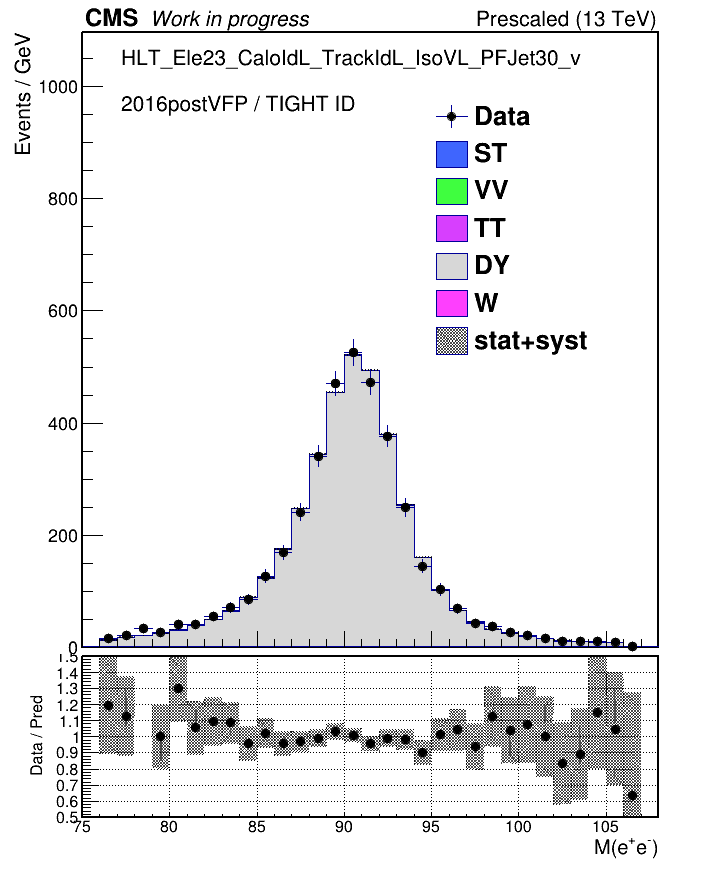 CMS Work in progress Prescaled (13 TeV)
Events / GeV
HLT_Ele23_CaloIdL_TrackIdL_IsoVL_PFJet30_v
2016postVFP / TIGHT ID
Data
ST
VV
TT
DY
W
stat+syst
1000
800
600
400
200
0
Data / Pred
1.5
1.4
1.3
1.2
1.1
1
0.9
0.8
0.7
0.6
0.5
75 80 85 90 95 100 105
M(e⁺e⁻)